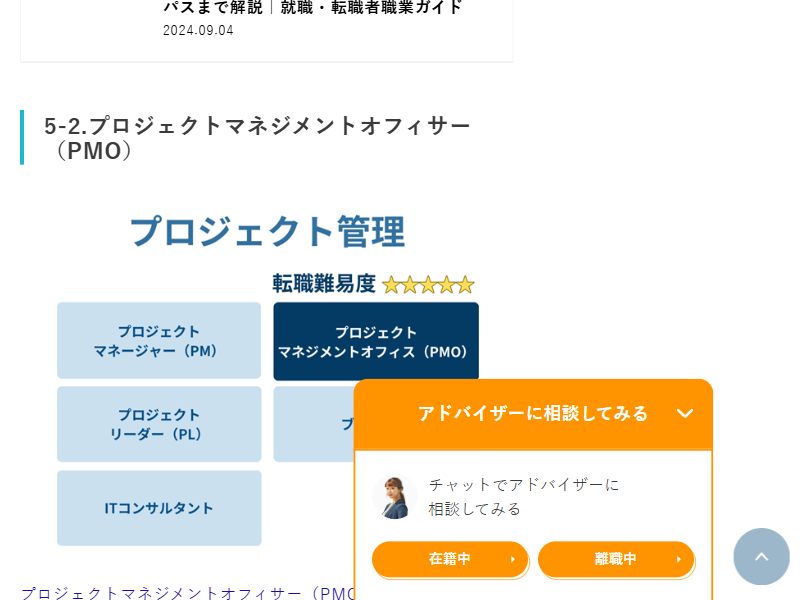 パスまで解説｜就職・転職者職業ガイド
2024.09.04
5-2.プロジェクトマネジメントオフィサー
（PMO）
プロジェクト管理
転職難易度 ☆☆☆☆☆
プロジェクト
マネージャー（PM）
プロジェクト
マネジメントオフィス（PMO）
プロジェクト
リーダー（PL）
ブ
ITコンサルタント
アドバイザーに相談してみる
チャットでアドバイザーに
相談してみる
在籍中
離職中
プロジェクトマネジメントオフィサー（PMO